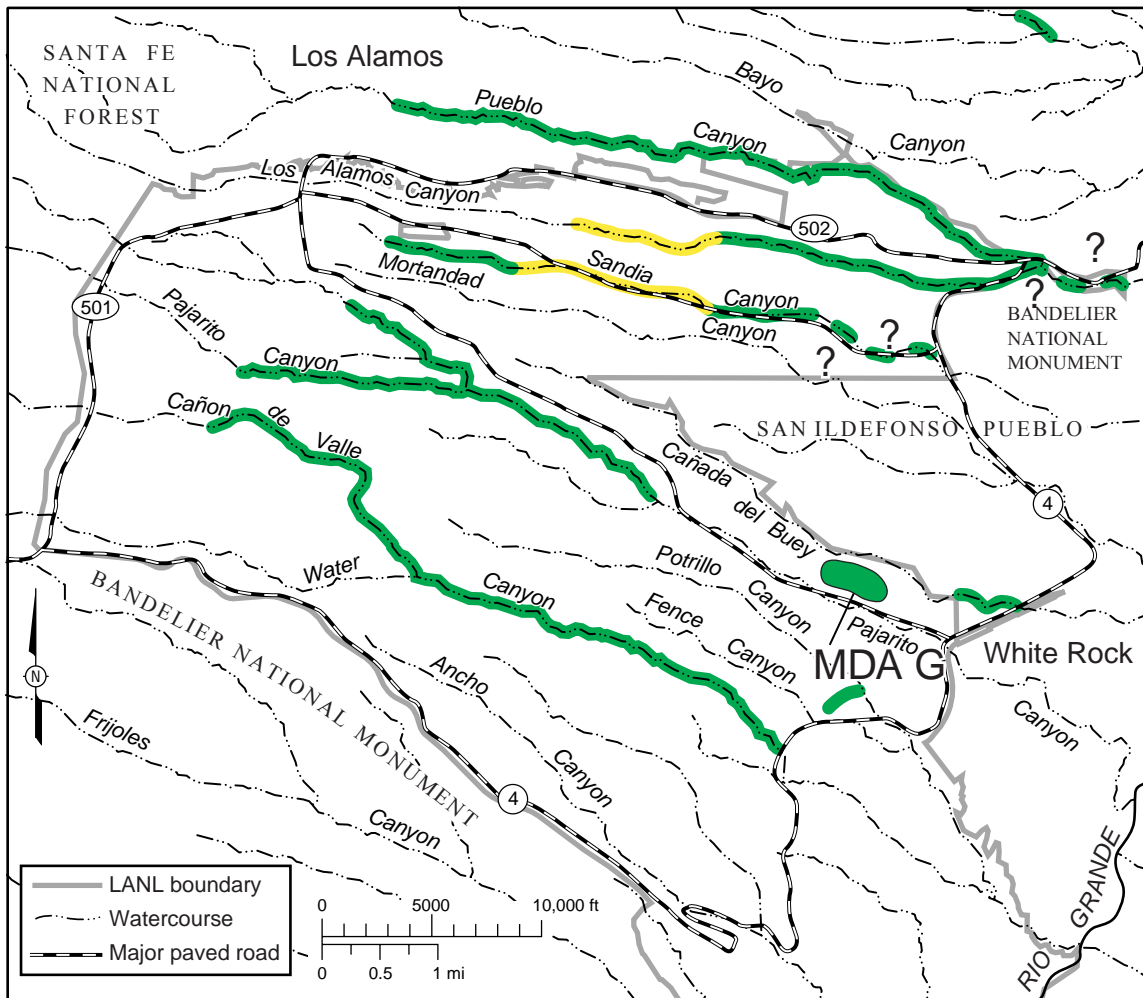 SANTA FE
NATIONAL
FOREST
Los Alamos
Bayo
Canyon
Pueblo
Canyon
Los Alamos Canyon
502
?
?
Sandia
Canyon
Mortandad
Canyon
?
?
BANDELIER
NATIONAL
MONUMENT
501
Pajarito
Canyon
Cañon de Valle
SAN ILDEFONSO PUEBLO
Cañada del Buey
4
Water
Canyon
Potrillo
Canyon
Fence
Canyon
Pajarito
MDA G
White Rock
Canyon
BANDELIER NATIONAL MONUMENT
N
Ancho
Canyon
Frijoles
Canyon
4
RIO GRANDE
LANL boundary
Watercourse
Major paved road
0 5000 10,000 ft
0 0.5 1 mi